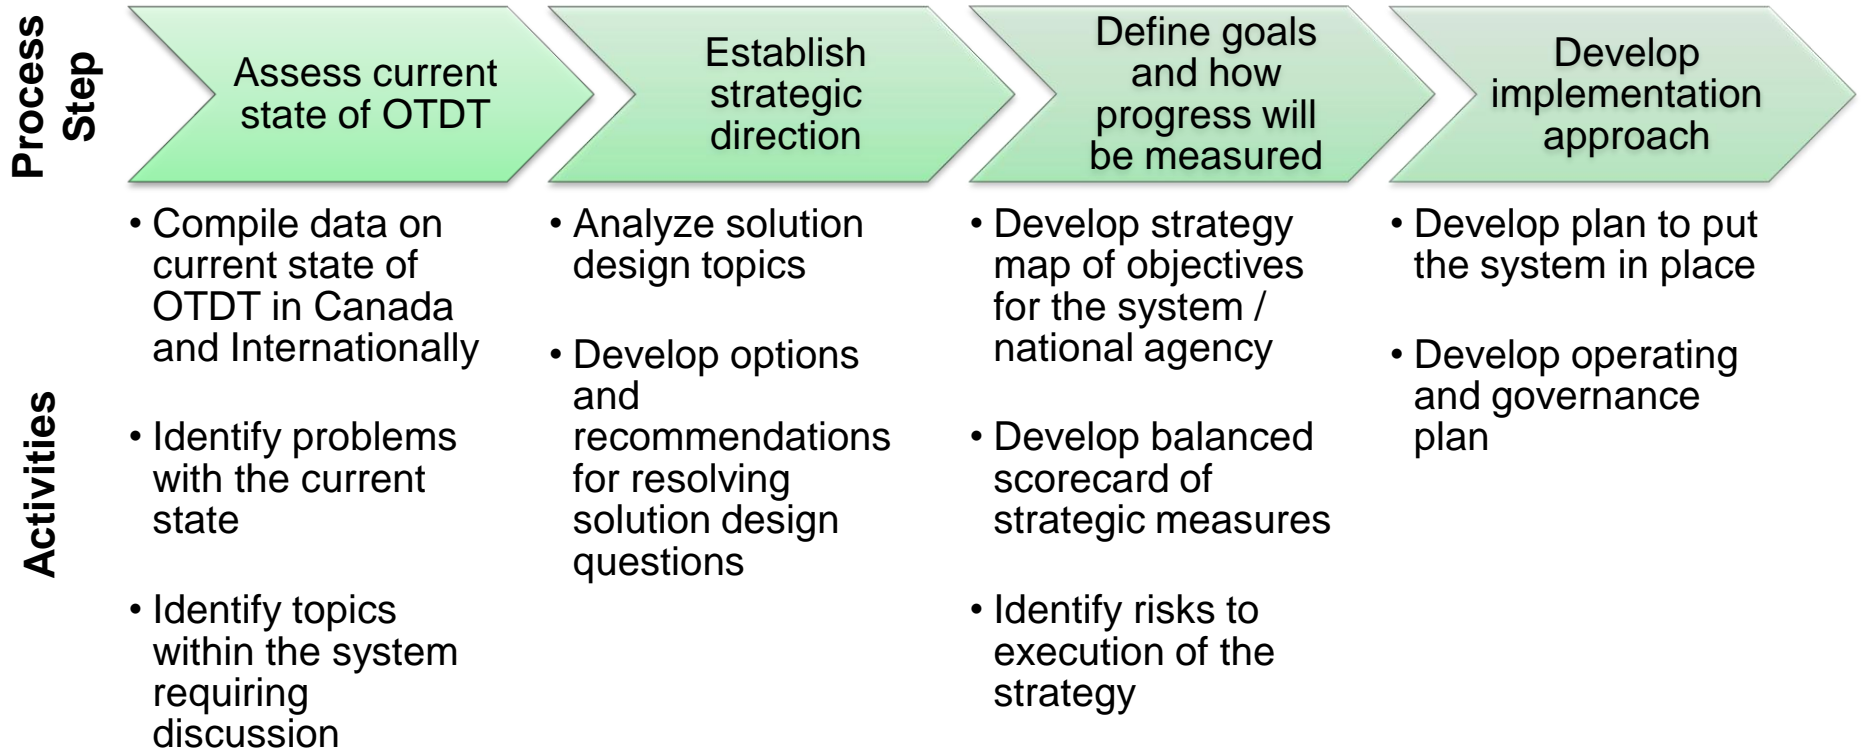 Process
Step
Assess current
state of OTDT
Establish
strategic
direction
Define goals
and how
progress will
be measured
Develop
implementation
approach
Activities
• Compile data on
current state of
OTDT in Canada
and Internationally
• Identify problems
with the current
state
• Identify topics
within the system
requiring
discussion
• Analyze solution
design topics
• Develop options
and
recommendations
for resolving
solution design
questions
• Develop strategy
map of objectives
for the system /
national agency
• Develop balanced
scorecard of
strategic measures
• Identify risks to
execution of the
strategy
• Develop plan to put
the system in place
• Develop operating
and governance
plan